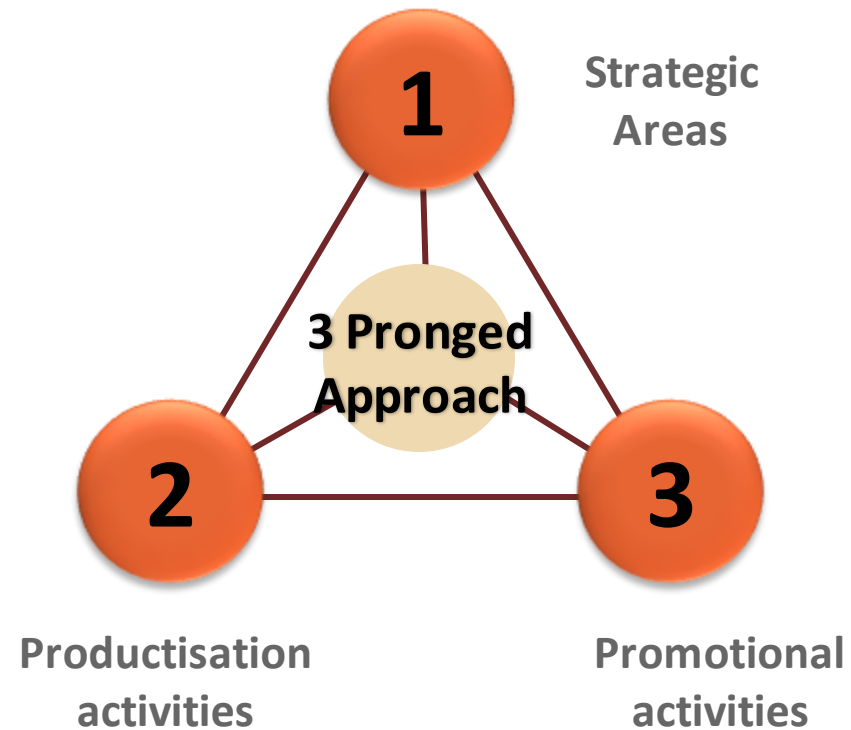 1
Strategic
Areas
3 Pronged
Approach
2
3
Productisation
activities
Promotional
activities